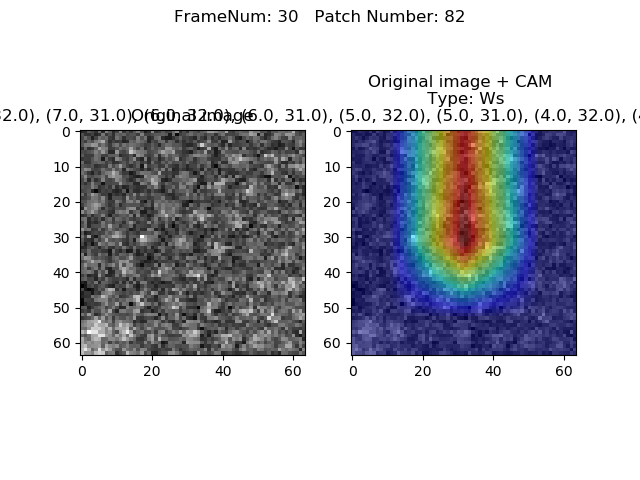 FrameNum: 30 Patch Number: 82
Original image + CAM
Type: Ws
32.0), (7.0, 31.0), (6.0, 32.0), (6.0, 31.0), (5.0, 32.0), (5.0, 31.0), (4.0, 32.0), (4
Original image
0
10
20
30
40
50
60
0 20 40 60
0
10
20
30
40
50
60
0 20 40 60